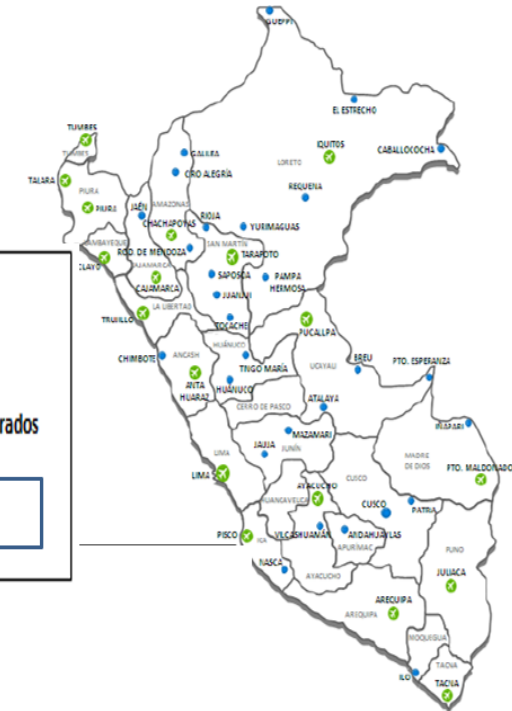 GUEPPI
EL ESTRECHO
TUMBES
TUMBES
IQUITOS
CABALLOCOCHA
GALILEA
LORETO
CIRO ALEGRÍA
TALARA
PIURA
REQUENA
AMAZONAS
PIURA
JAÉN
RIOJA
CHACHAPOYAS
YURIMAGUAS
SAN MARTÍN
LAMBAYEQUE
ROD. DE MENDOZA
TARAPOTO
CLAYO
CAJAMARCA
SAPOSOA
PAMPA
HERMOSA
CAJAMARCA
JUANJUI
LA LIBERTAD
TRUJILLO
TOCACHE
PUCALLPA
HUÁNUCO
CHIMBOTE
ANCASH
TINGO MARÍA
BREU
PTO. ESPERANZA
UCAYALI
ANTA
HUARAZ
HUÁNUCO
ATALAYA
CERRO DE PASCO
rados
IÑAPARI
MAZAMARI
LIMA
JAUJA
JUNÍN
MADRE
DE DIOS
PTO. MALDONADO
LIMA
CUSCO
AYACUCHO
HUANCAVELICA
CUSCO
PATRIA
PISCO
ICA
VILCASHUAMÁN
ANDAHUAYLAS
APURIMAC
PUNO
NASCA
AYACUCHO
JULIACA
AREQUIPA
AREQUIPA
MOQUEGUA
TACNA
ILO
TACNA